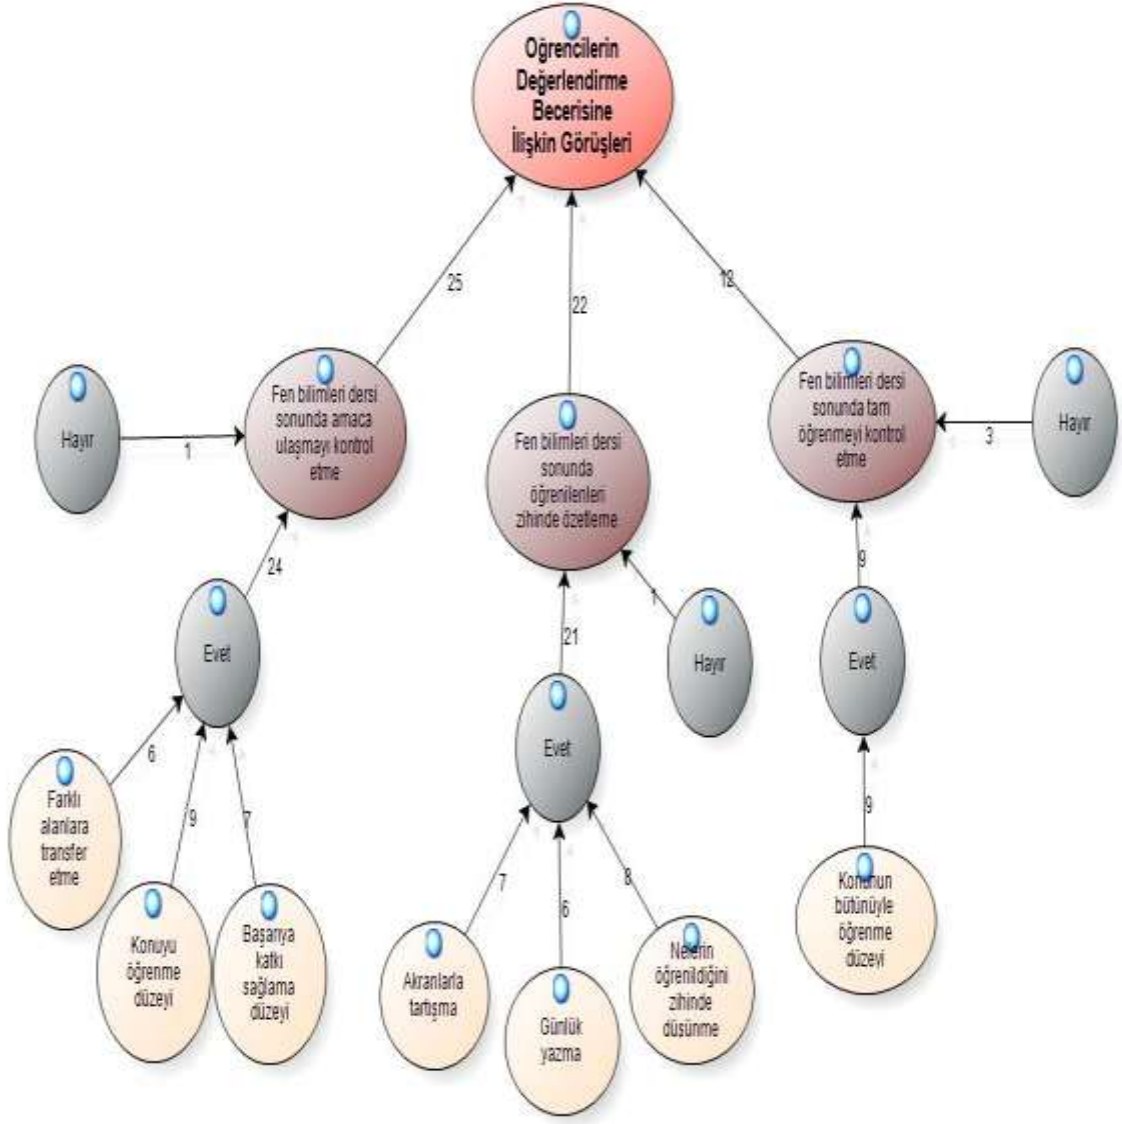 Öğrencilerin
Değerlendirme
Becerisine
İlişkin Görüşleri
25
22
12
Hayır
1
Fen bilimleri dersi
sonunda amaca
ulaşmayı kontrol
etme
Fen bilimleri dersi
sonunda
öğrenilenleri
zihinde özetleme
Fen bilimleri dersi
sonunda tam
öğrenmeyi kontrol
etme
3
Hayır
24
Evet
21
1
Hayır
9
Evet
6
9
7
Evet
Farklı
alanlara
transfer
etme
Konuyu
öğrenme
düzeyi
Başarıya
katkı
sağlama
düzeyi
7
6
8
Akranlarla
tartışma
Günlük
yazma
Nelerin
öğrenildiğini
zihinde
düşünme
9
Konunun
bütünüyle
öğrenme
düzeyi